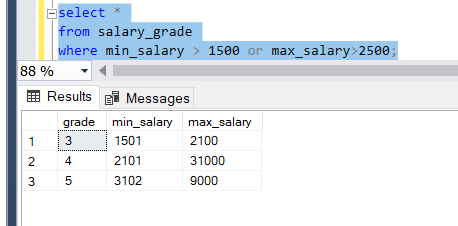 select *
from salary_grade
where min_salary > 1500 or max_salary>2500;
88 %
Results Messages
grade min_salary max_salary
1 3 1501 2100
2 4 2101 31000
3 5 3102 9000